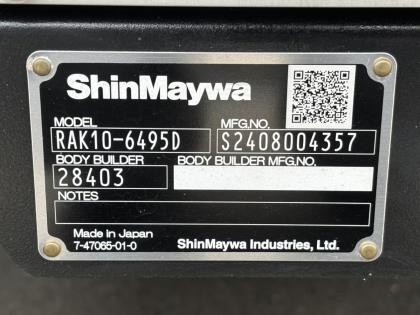 ShinMaywa
MODEL MFG.NO.
RAK10-6495D S2408004357
BODY BUILDER BODY BUILDER MFG.NO.
28403
NOTES
Made in Japan
7-47065-01-0 ShinMaywa Industries, Ltd.